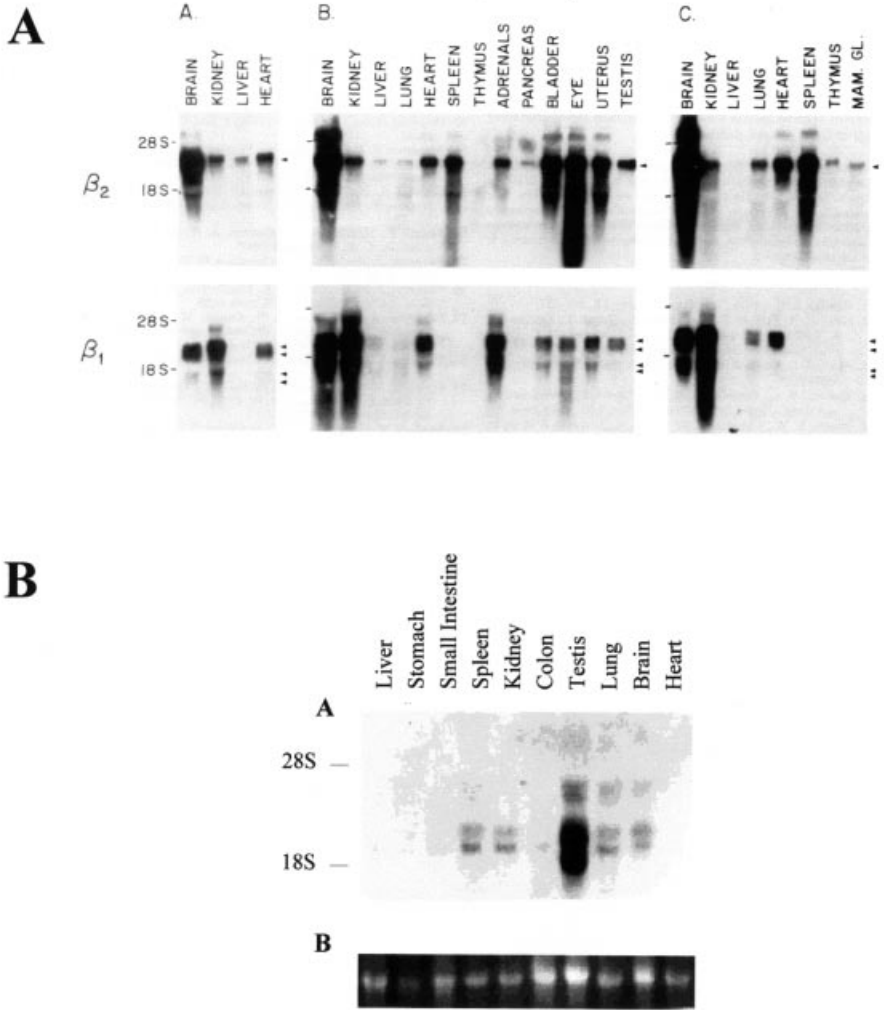 A
A.
B.
C.
BRAIN KIDNEY LIVER HEART
BRAIN KIDNEY LIVER LUNG HEART SPLEEN THYMUS ADRENALS PANCREAS BLADDER EYE UTERUS TESTIS
BRAIN KIDNEY LIVER LUNG HEART SPLEEN THYMUS MAM. GL.
β2
28S-
18S-
β1
28S-
18S-
B
Liver Stomach Small Intestine Spleen Kidney Colon Testis Lung Brain Heart
A
28S
18S
B